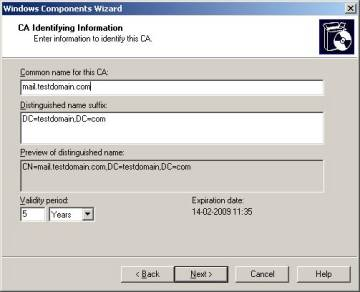 Windows Components Wizard
CA Identifying Information
Enter information to identify this CA.
Common name for this CA:
mail.testdomain.com
Distinguished name suffix:
DC=testdomain,DC=com
Preview of distinguished name:
CN=mail.testdomain.com,DC=testdomain,DC=com
Validity period: Expiration date:
5 Years 14-02-2009 11:35
< Back Next > Cancel Help